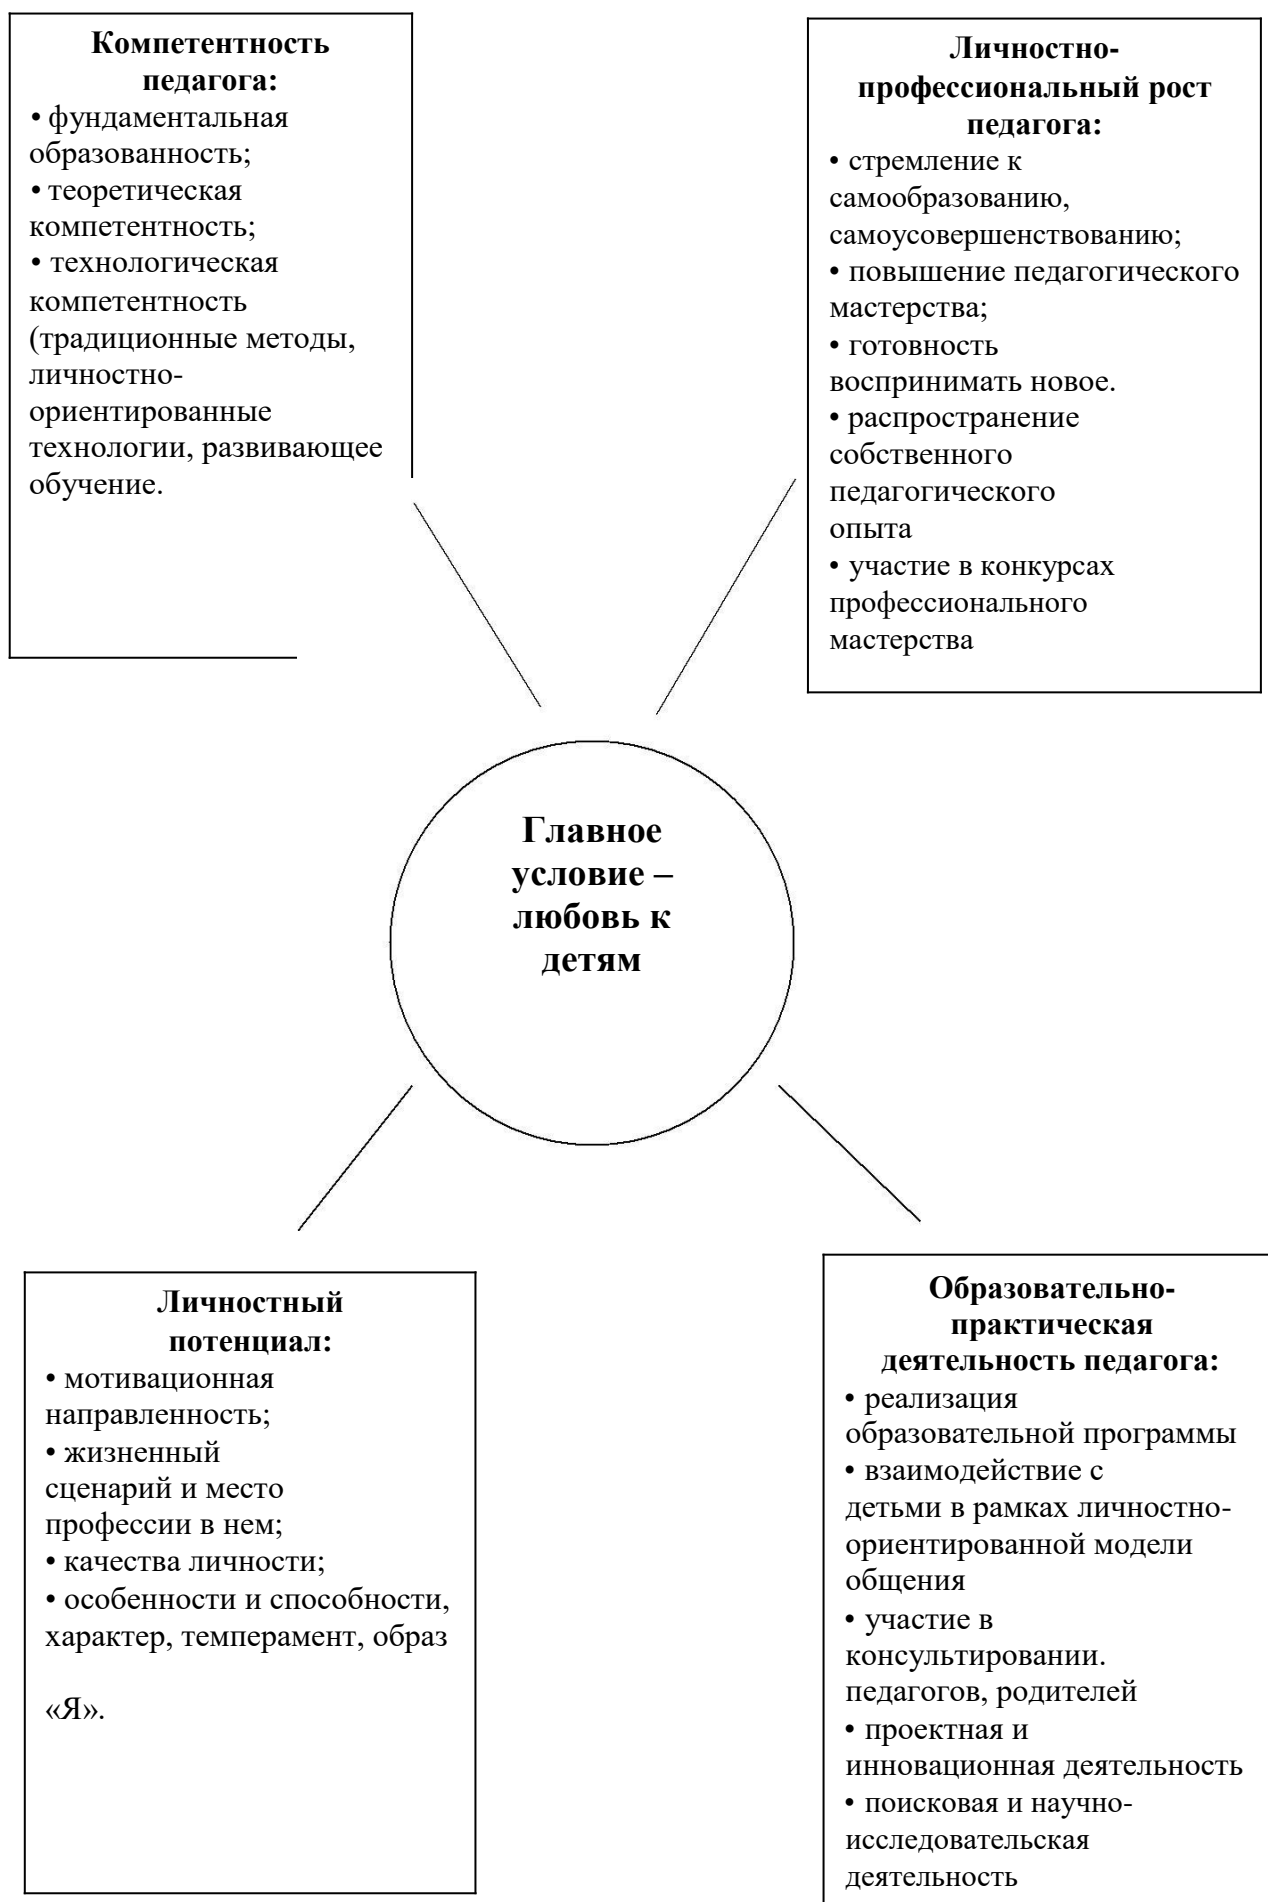 Компетентность
педагога:
• фундаментальная
образованность;
• теоретическая
компетентность;
• технологическая
компетентность
(традиционные методы,
личностно-
ориентированные
технологии, развивающее
обучение.
Личностно-
профессиональный рост
педагога:
• стремление к
самообразованию,
самоусовершенствованию;
• повышение педагогического
мастерства;
• готовность
воспринимать новое.
• распространение
собственного
педагогического
опыта
• участие в конкурсах
профессионального
мастерства
Главное
условие –
любовь к
детям
Личностный
потенциал:
• мотивационная
направленность;
• жизненный
сценарий и место
профессии в нем;
• качества личности;
• особенности и способности,
характер, темперамент, образ
«Я».
Образовательно-
практическая
деятельность педагога:
• реализация
образовательной программы
• взаимодействие с
детьми в рамках личностно-
ориентированной модели
общения
• участие в
консультировании.
педагогов, родителей
• проектная и
инновационная деятельность
• поисковая и научно-
исследовательская
деятельность